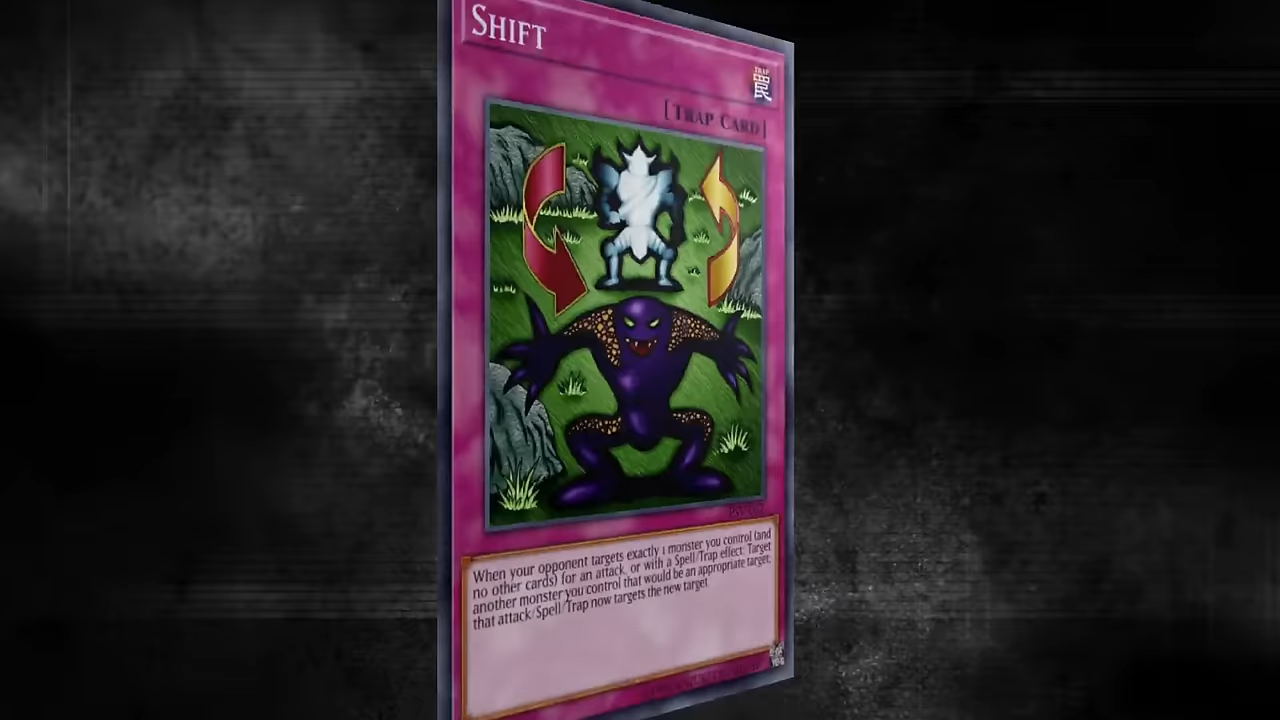 SHIFT
TRAP
罠
[TRAP CARD]
When your opponent targets exactly 1 monster you control (and
no other cards) for an attack, or with a Spell/Trap effect: Target
another monster you control that would be an appropriate target;
that attack/Spell/Trap now targets the new target.